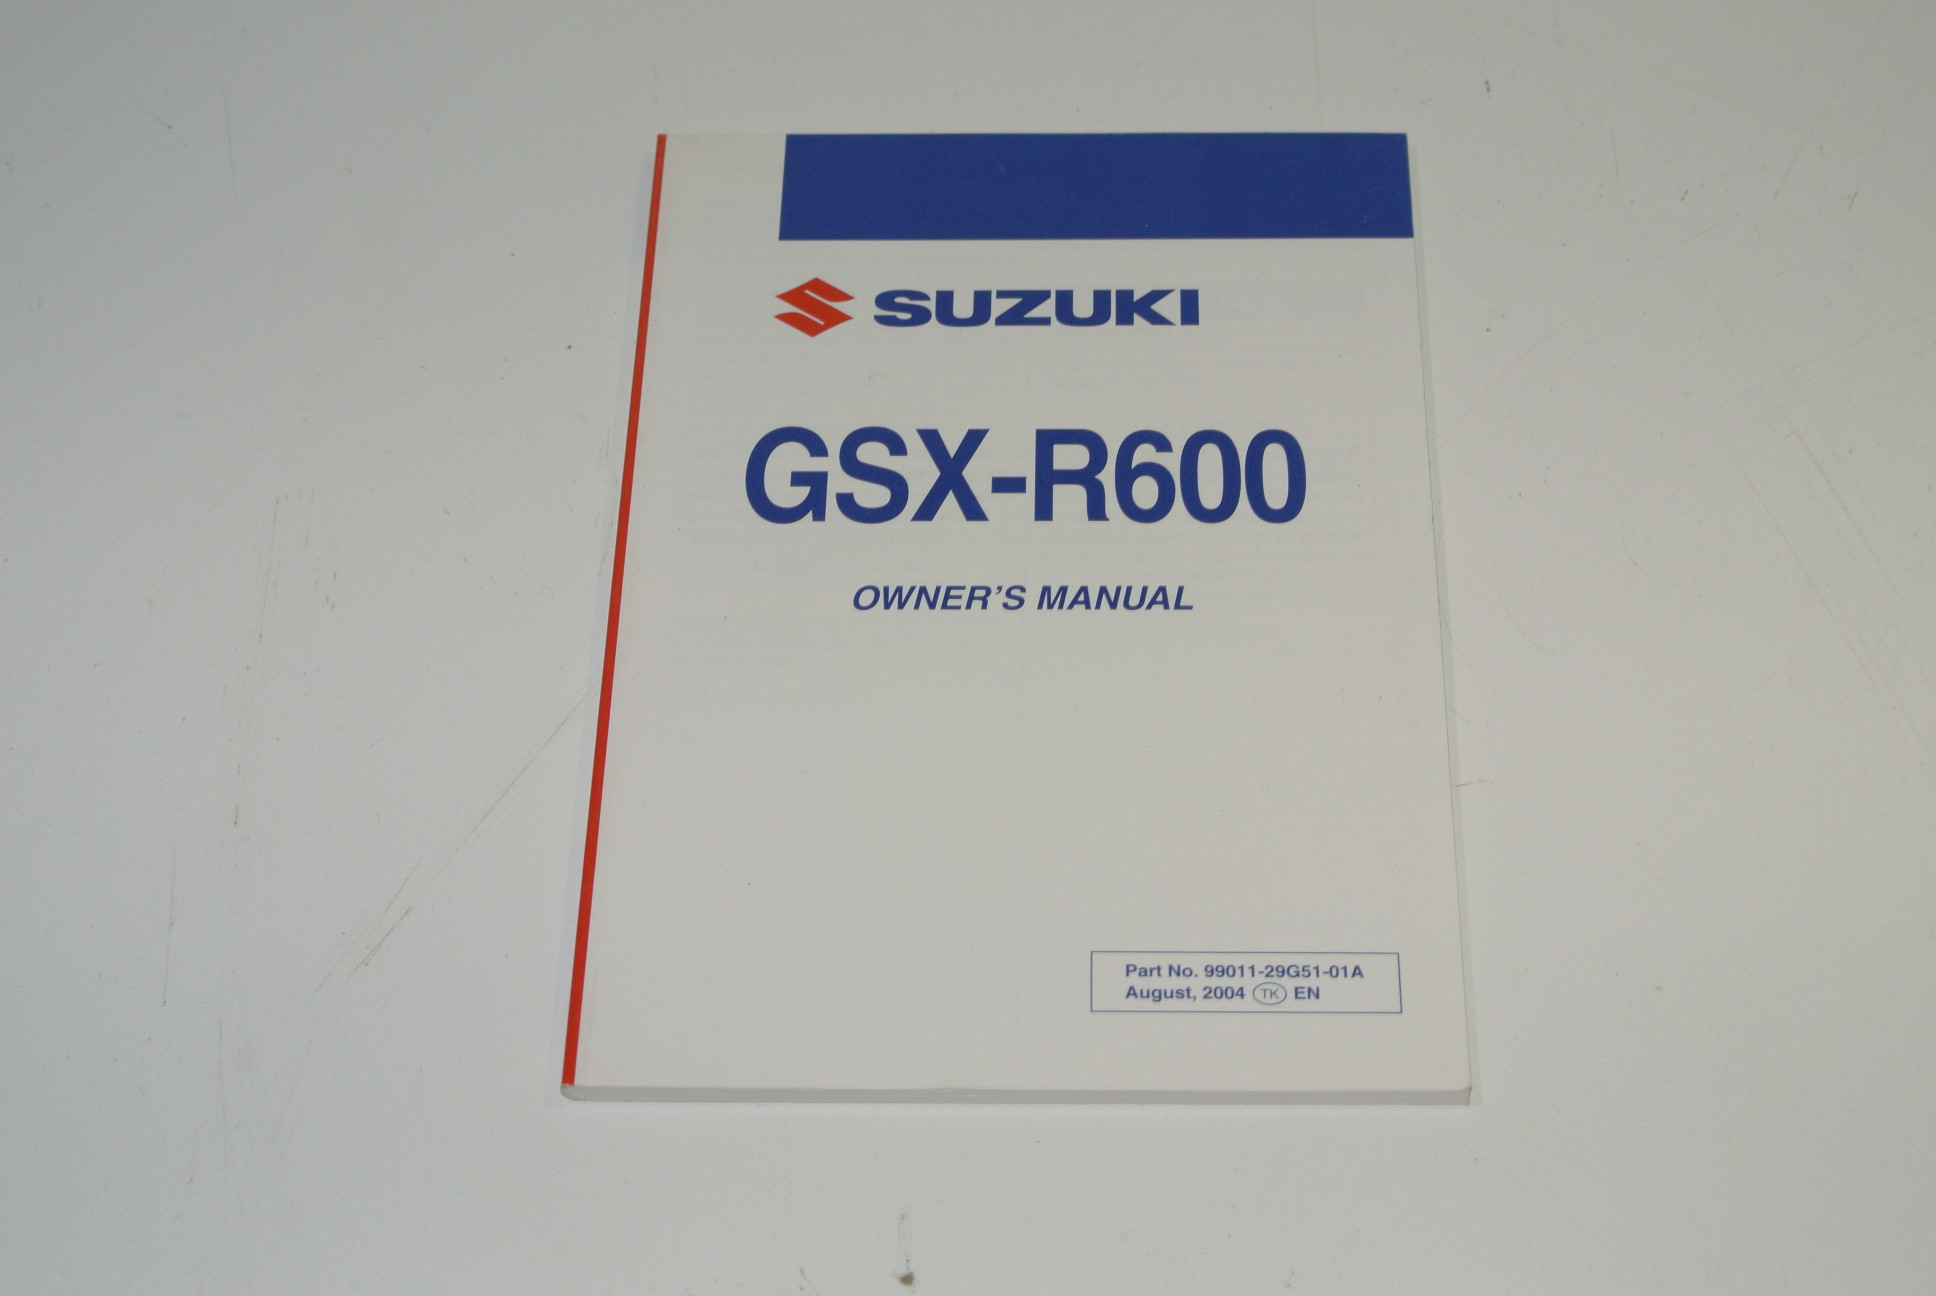 SUZUKI
GSX-R600
OWNER'S MANUAL
Part No. 99011-29G51-01A
August, 2004 TK EN